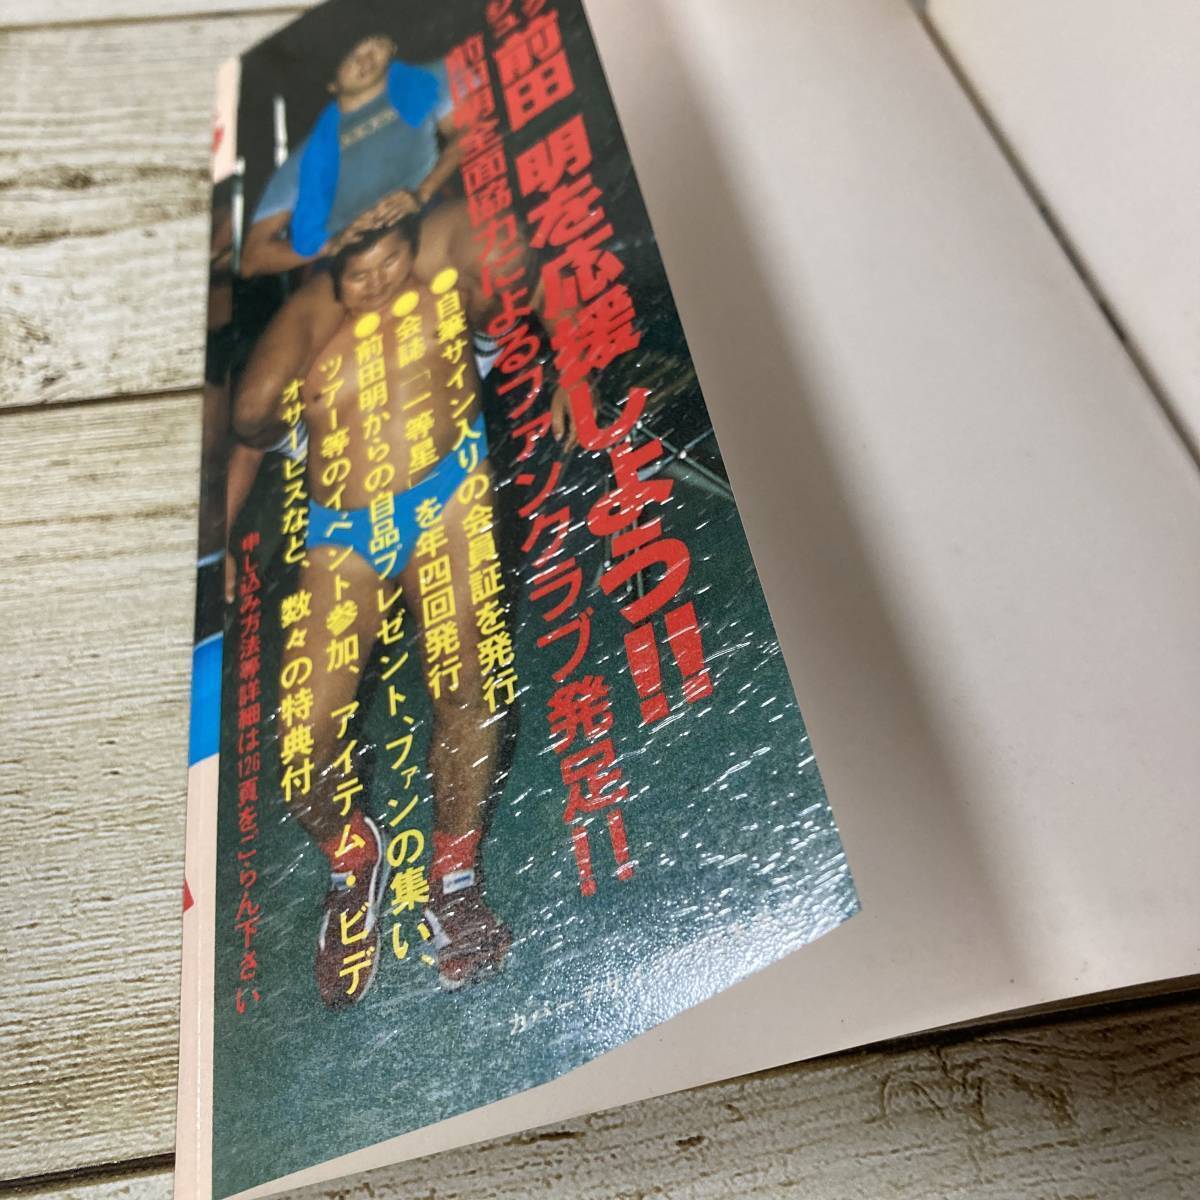 前田 明を応援しよう!!
前田明全面協力によるファンクラブ発足!!
●自筆サイン入りの会員証を発行
●会誌「一等星」を年四回発行
●前田明からの自品プレゼント、ファンの集い、
ツアー等のイベント参加、アイテム・ビデ
オサービスなど、数々の特典付
申し込み方法等詳細は126頁をごらん下さい